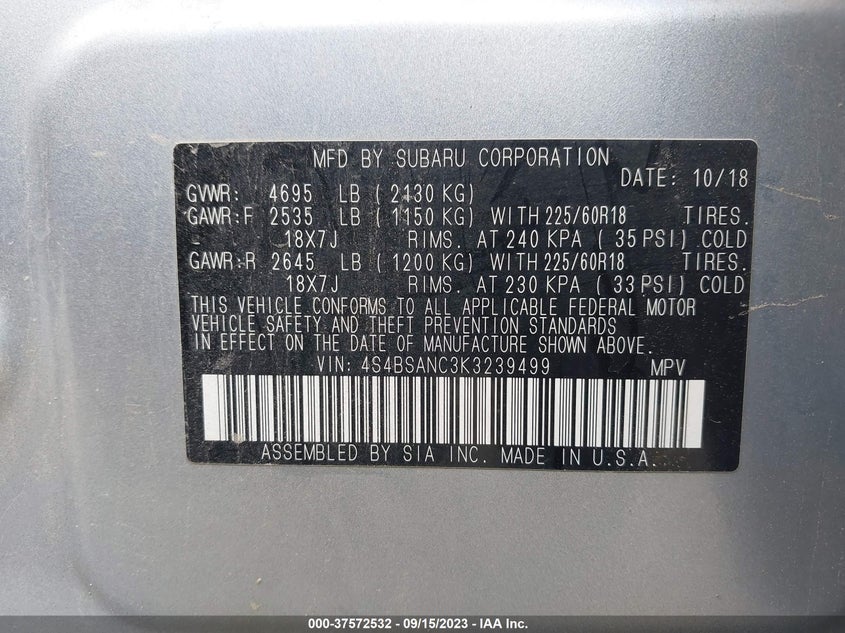 MFD BY SUBARU CORPORATION
DATE: 10/18
GVWR: 4695 LB ( 2130 KG)
GAWR:F 2535 LB ( 1150 KG) WITH 225/60R18 TIRES.
- 18X7J RIMS. AT 240 KPA ( 35 PSI) COLD
GAWR:R 2645 LB ( 1200 KG) WITH 225/60R18 TIRES.
18X7J RIMS. AT 230 KPA ( 33 PSI) COLD
THIS VEHICLE CONFORMS TO ALL APPLICABLE FEDERAL MOTOR
VEHICLE SAFETY AND THEFT PREVENTION STANDARDS
IN EFFECT ON THE DATE OF MANUFACTURE SHOWN ABOVE.
VIN: 4S4BSANC3K3239499 MPV
ASSEMBLED BY SIA INC. MADE IN U.S.A.
000-37572532 - 09/15/2023 - IAA Inc.